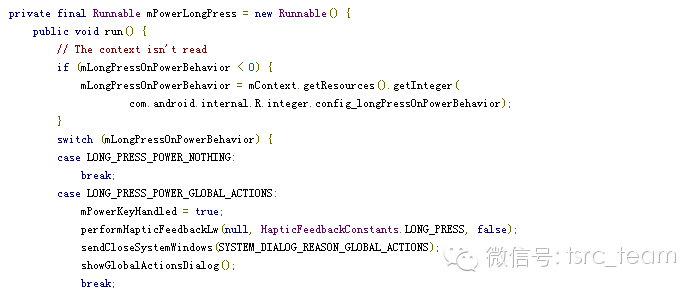 private final Runnable mPowerLongPress = new Runnable() {
    public void run() {
        // The context isn't read
        if (mLongPressOnPowerBehavior < 0) {
            mLongPressOnPowerBehavior = mContext.getResources().getInteger(
                    com.android.internal.R.integer.config_longPressOnPowerBehavior);
        }
        switch (mLongPressOnPowerBehavior) {
        case LONG_PRESS_POWER_NOTHING:
            break;
        case LONG_PRESS_POWER_GLOBAL_ACTIONS:
            mPowerKeyHandled = true;
            performHapticFeedbackLw(null, HapticFeedbackConstants.LONG_PRESS, false);
            sendCloseSystemWindows(SYSTEM_DIALOG_REASON_GLOBAL_ACTIONS);
            showGlobalActionsDialog();
            break;
微信号: tsrc_team